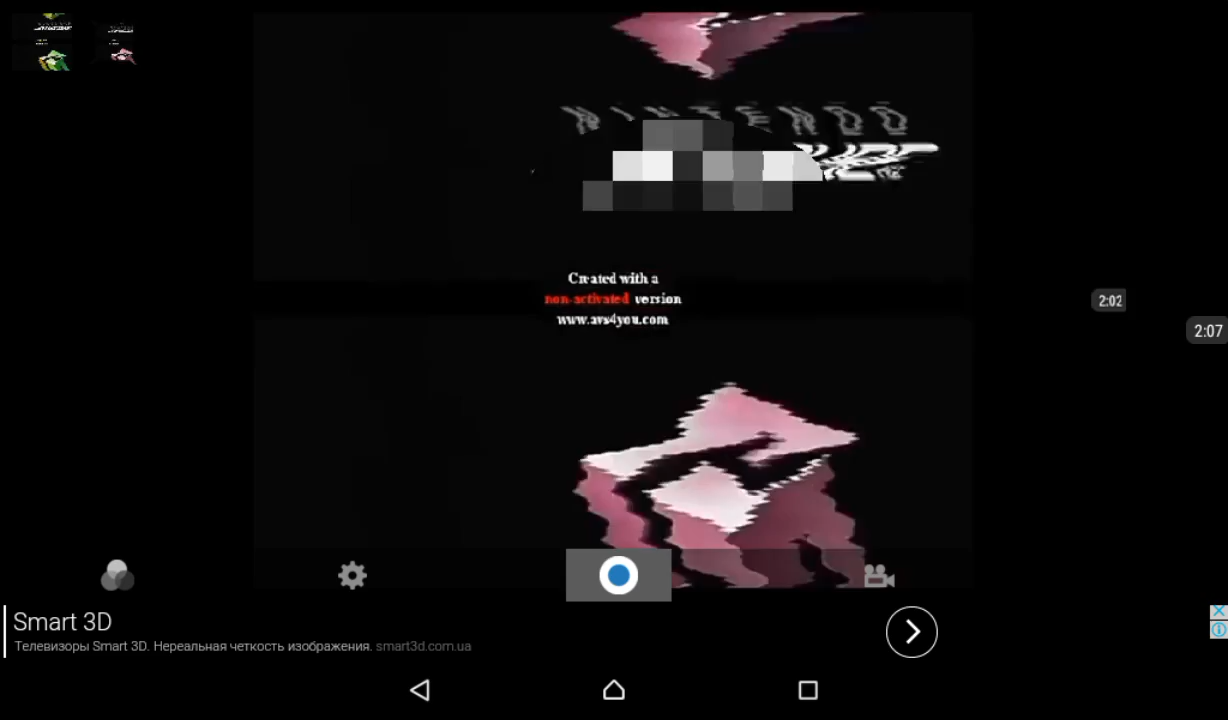 NINTENDO
Created with a
non-activated version
www.avs4you.com
2:02
2:07
Smart 3D
Телевизоры Smart 3D. Нереальная четкость изображения. smart3d.com.ua